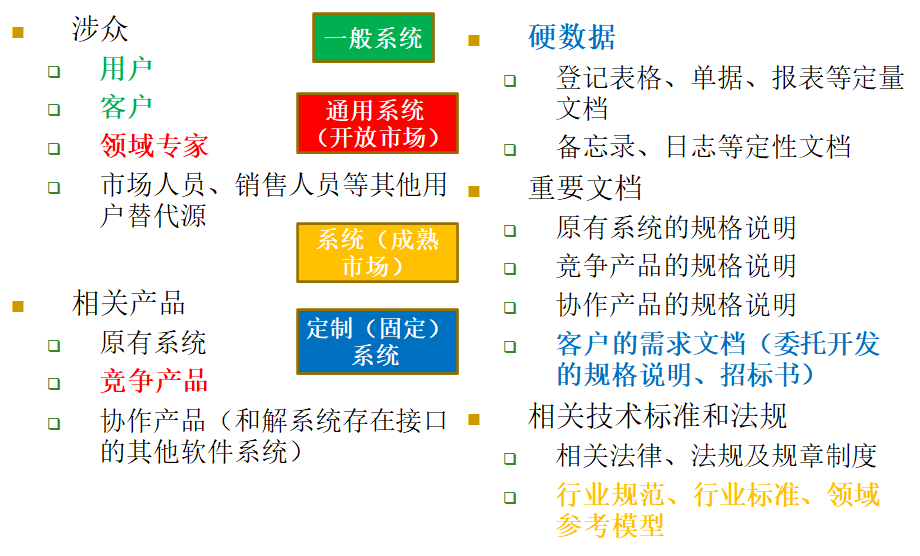 涉众
用户
客户
领域专家
市场人员、销售人员等其他用
户替代源
相关产品
原有系统
竞争产品
协作产品（和解系统存在接口
的其他软件系统）
一般系统
通用系统
（开放市场）
系统（成熟
市场）
定制（固定）
系统
硬数据
登记表格、单据、报表等定量
文档
备忘录、日志等定性文档
重要文档
原有系统的规格说明
竞争产品的规格说明
协作产品的规格说明
客户的需求文档（委托开发
的规格说明、招标书）
相关技术标准和法规
相关法律、法规及规章制度
行业规范、行业标准、领域
参考模型